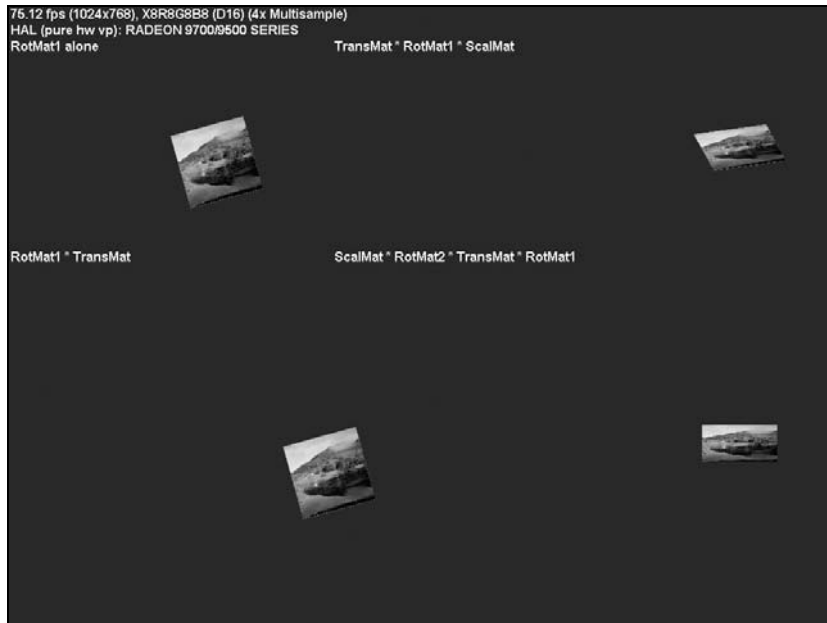 75.12 fps (1024x768), X8R8G8B8 (D16) (4x Multisample)
HAL (pure hw vp): RADEON 9700/9500 SERIES
RotMat1 alone
TransMat * RotMat1 * ScalMat
RotMat1 * TransMat
ScalMat * RotMat2 * TransMat * RotMat1